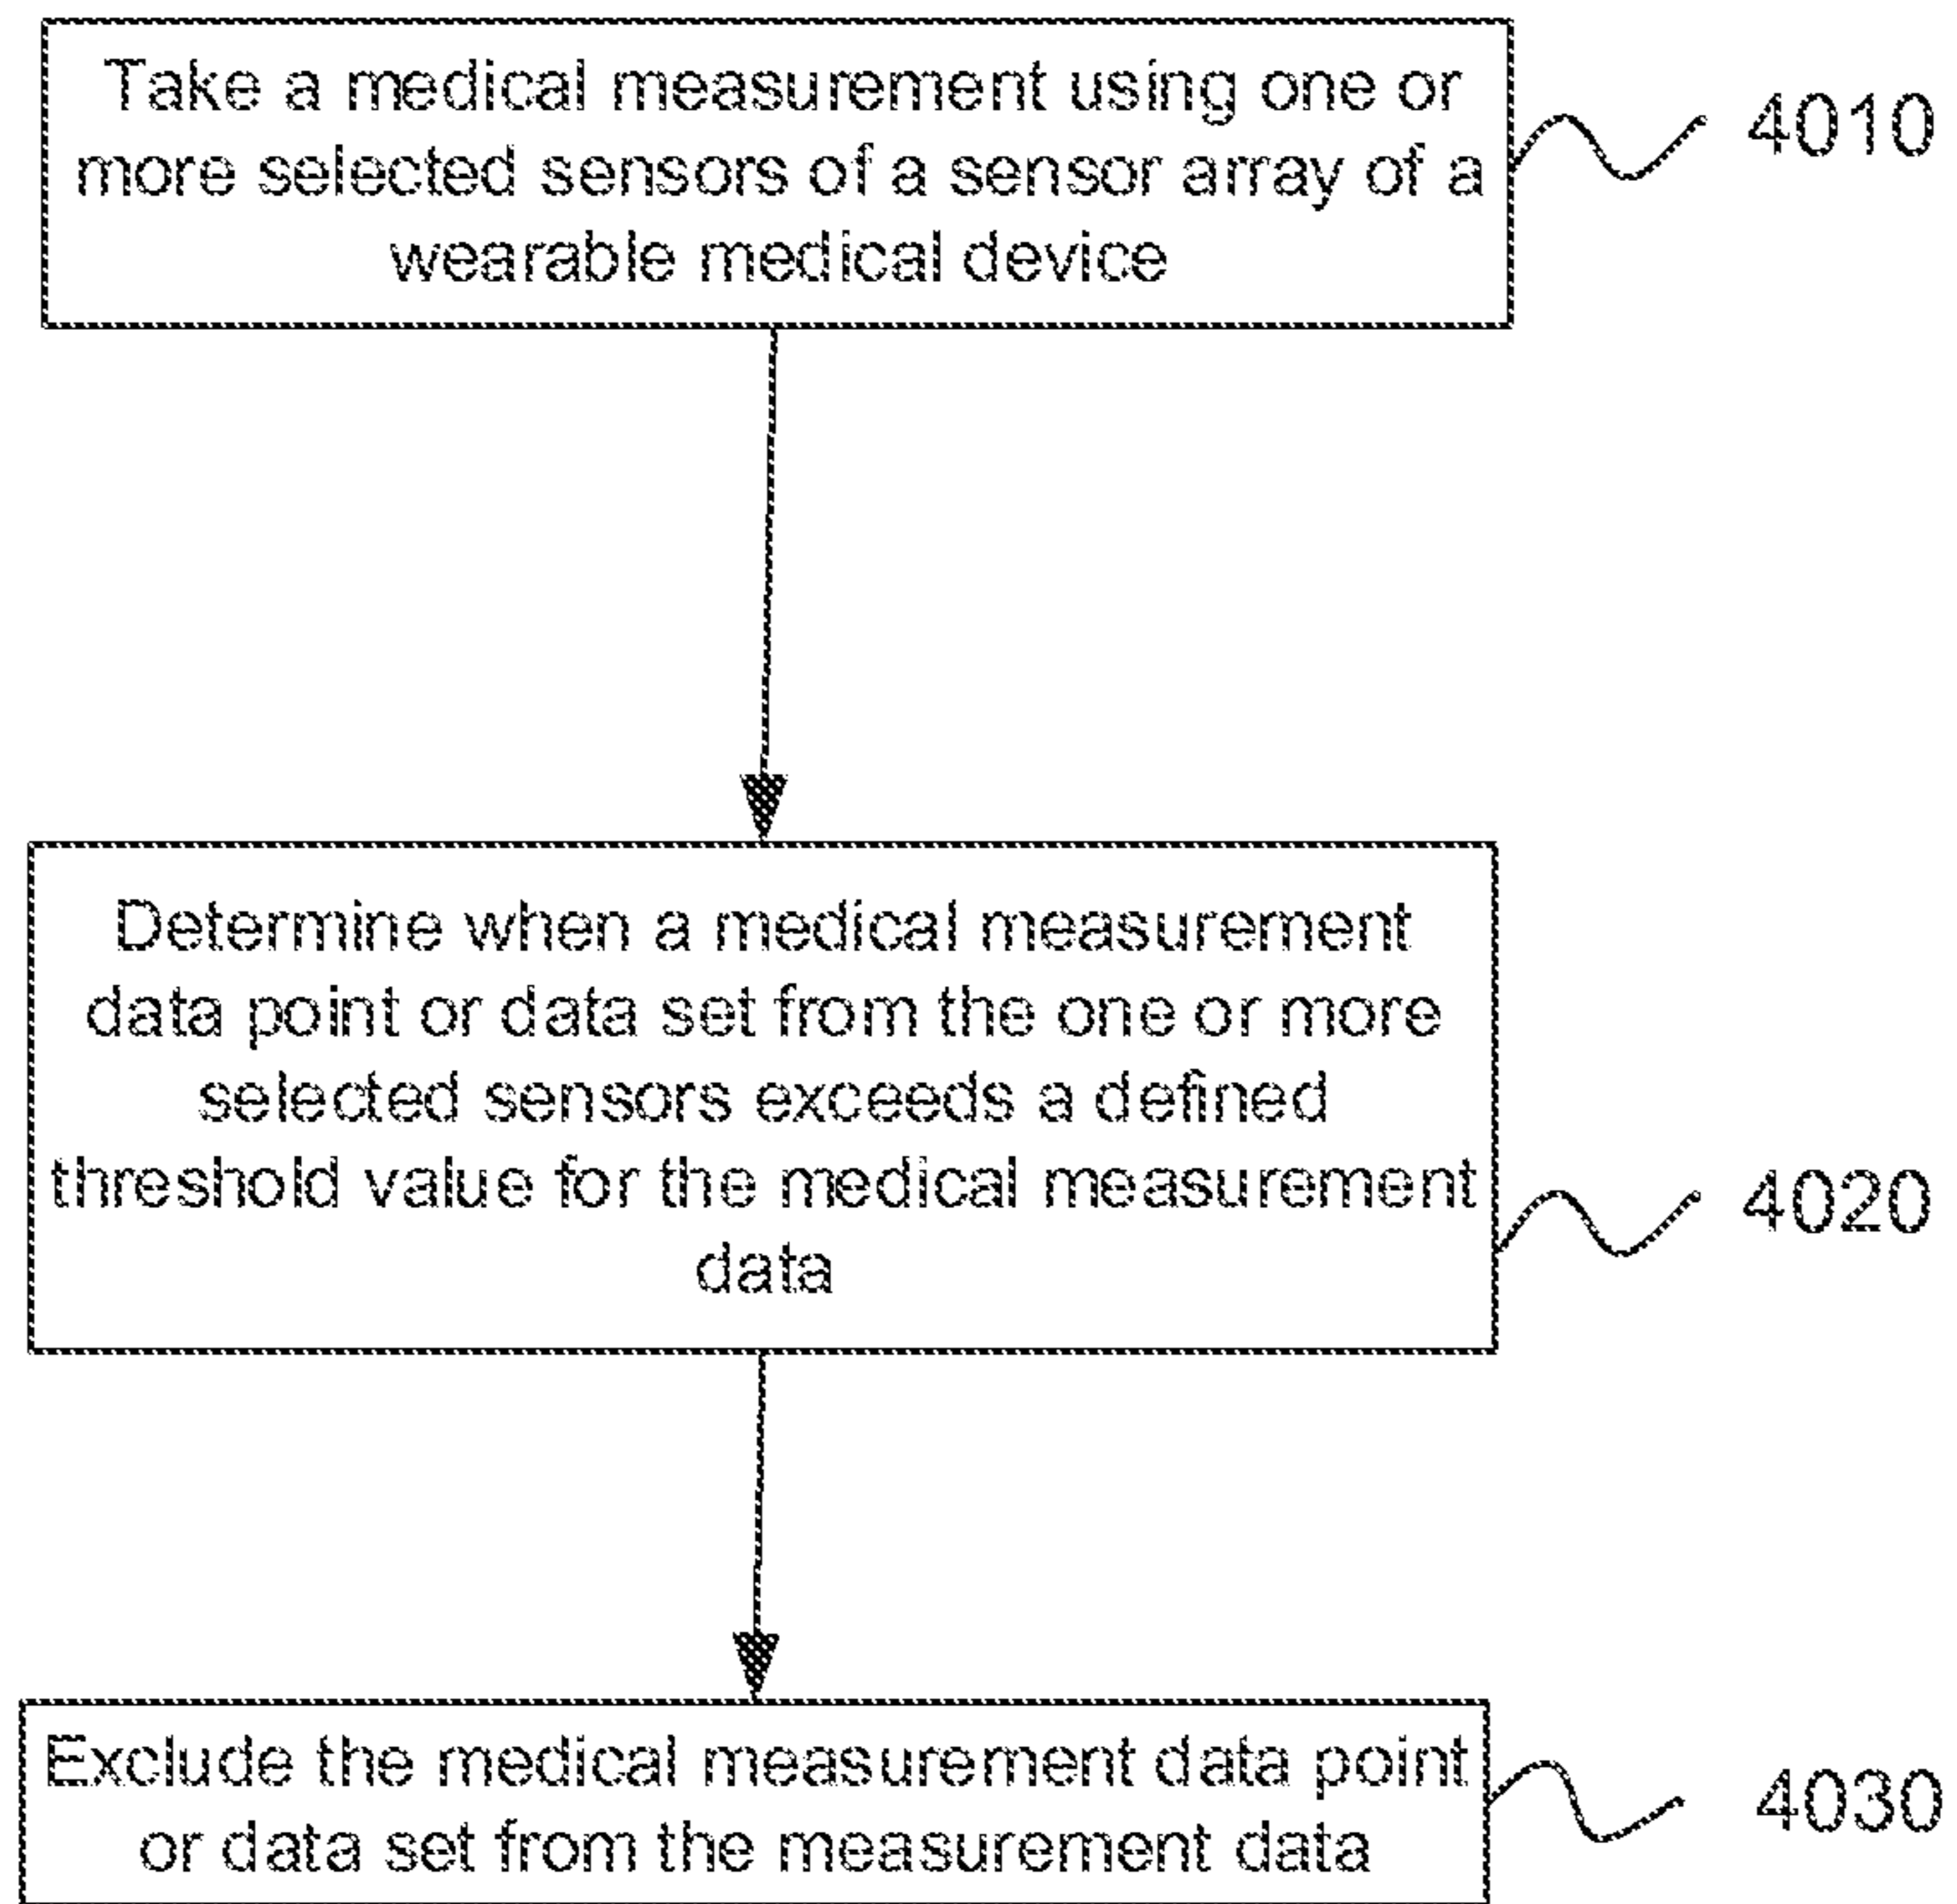 Take a medical measurement using one or
more selected sensors of a sensor array of a
wearable medical device
4010
Determine when a medical measurement
data point or data set from the one or more
selected sensors exceeds a defined
threshold value for the medical measurement
data
4020
Exclude the medical measurement data point
or data set from the measurement data
4030